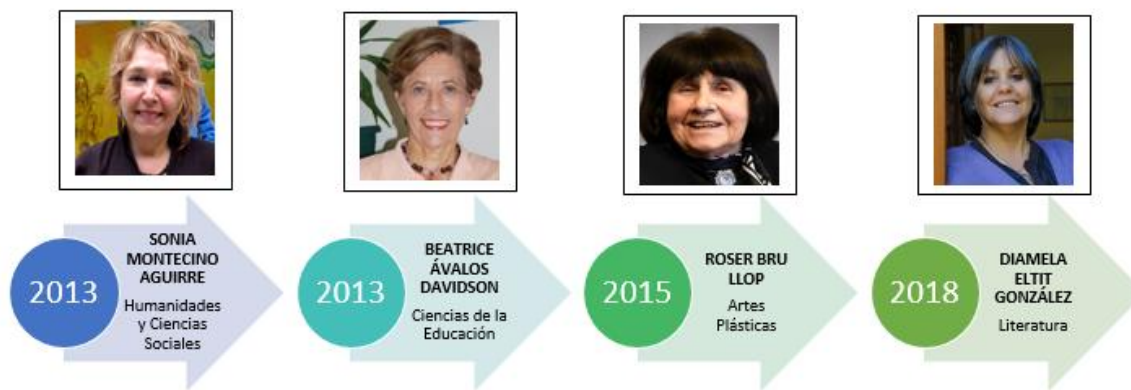 2013
SONIA
MONTECINO
AGUIRRE
Humanidades
y Ciencias
Sociales
2013
BEATRICE
ÁVALOS
DAVIDSON
Ciencias de la
Educación
2015
ROSER BRU
LLOP
Artes
Plásticas
2018
DIAMELA
ELTIT
GONZÁLEZ
Literatura